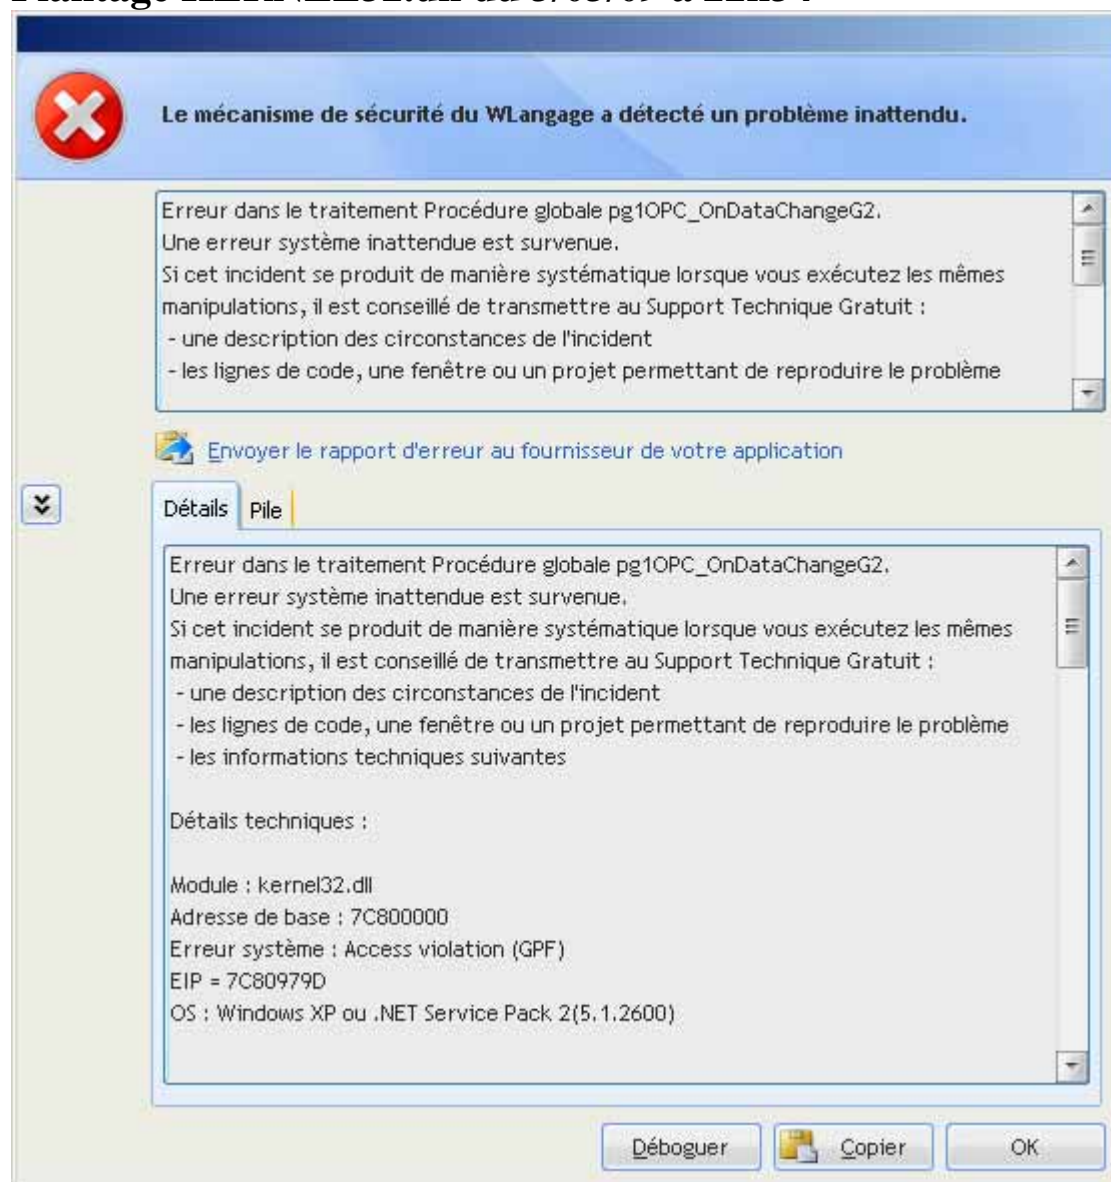 Le mécanisme de sécurité du WLangage a détecté un problème inattendu.
Erreur dans le traitement Procédure globale pg1OPC_OnDataChangeG2.
Une erreur système inattendue est survenue.
Si cet incident se produit de manière systématique lorsque vous exécutez les mêmes
manipulations, il est conseillé de transmettre au Support Technique Gratuit :
- une description des circonstances de l'incident
- les lignes de code, une fenêtre ou un projet permettant de reproduire le problème
Envoyer le rapport d'erreur au fournisseur de votre application
Détails Pile
Erreur dans le traitement Procédure globale pg1OPC_OnDataChangeG2.
Une erreur système inattendue est survenue.
Si cet incident se produit de manière systématique lorsque vous exécutez les mêmes
manipulations, il est conseillé de transmettre au Support Technique Gratuit :
- une description des circonstances de l'incident
- les lignes de code, une fenêtre ou un projet permettant de reproduire le problème
- les informations techniques suivantes
Détails techniques :
Module : kernel32.dll
Adresse de base : 7C800000
Erreur système : Access violation (GPF)
EIP = 7C80979D
OS : Windows XP ou .NET Service Pack 2(5.1.2600)
Déboguer Copier OK